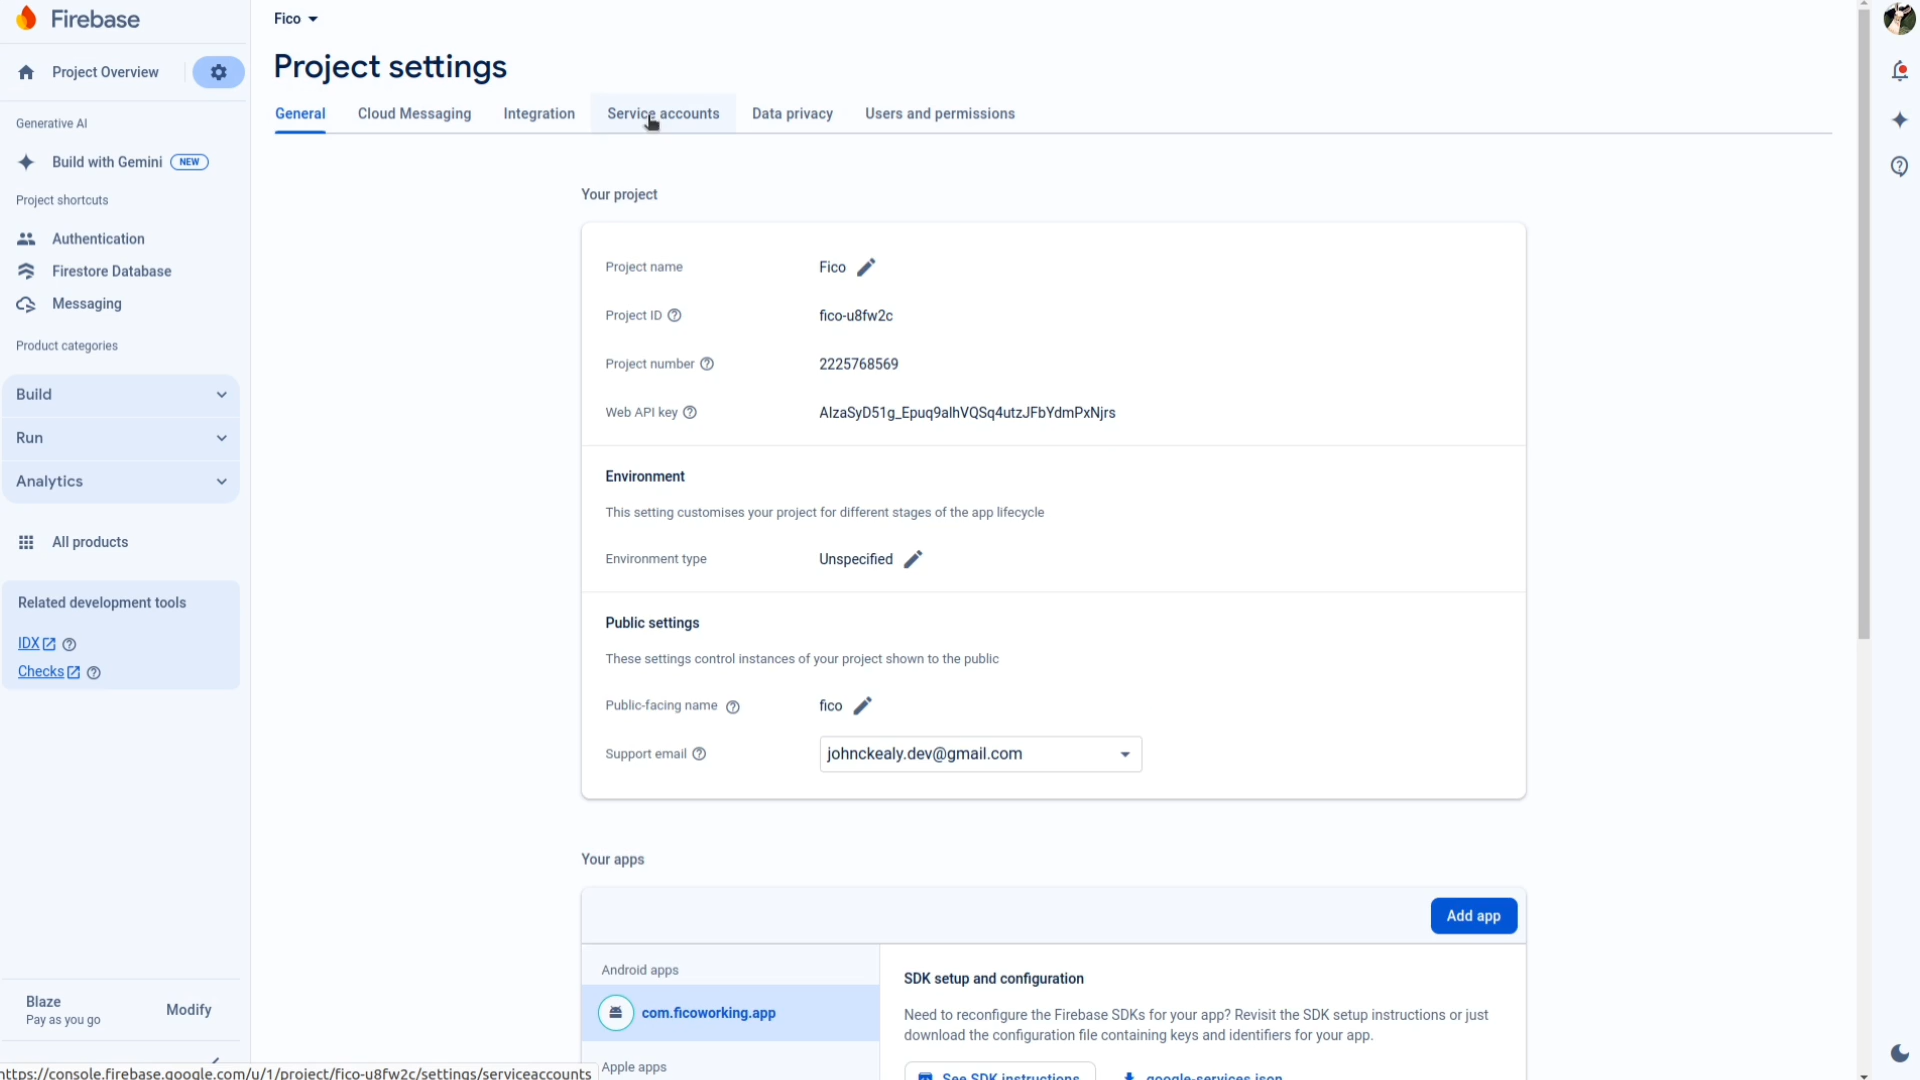 Firebase
Project Overview
Generative AI
Build with Gemini NEW
Project shortcuts
Authentication
Firestore Database
Messaging
Product categories
Build
Run
Analytics
All products
Related development tools
IDX
Checks
Blaze
Pay as you go
Modify
Fico
Project settings
General Cloud Messaging Integration Service accounts Data privacy Users and permissions
Your project
Project name Fico
Project ID fico-u8fw2c
Project number 2225768569
Web API key AlzaSyD51g_Epuq9alhVQSq4utzJFbYdmPxNjrs
Environment
This setting customises your project for different stages of the app lifecycle
Environment type Unspecified
Public settings
These settings control instances of your project shown to the public
Public-facing name fico
Support email johnckealy.dev@gmail.com
Your apps
Add app
Android apps
com.ficoworking.app
Apple apps
SDK setup and configuration
Need to reconfigure the Firebase SDKs for your app? Revisit the SDK setup instructions or just
download the configuration file containing keys and identifiers for your app.
See SDK instructions google-services.json
https://console.firebase.google.com/u/1/project/fico-u8fw2c/settings/serviceaccounts